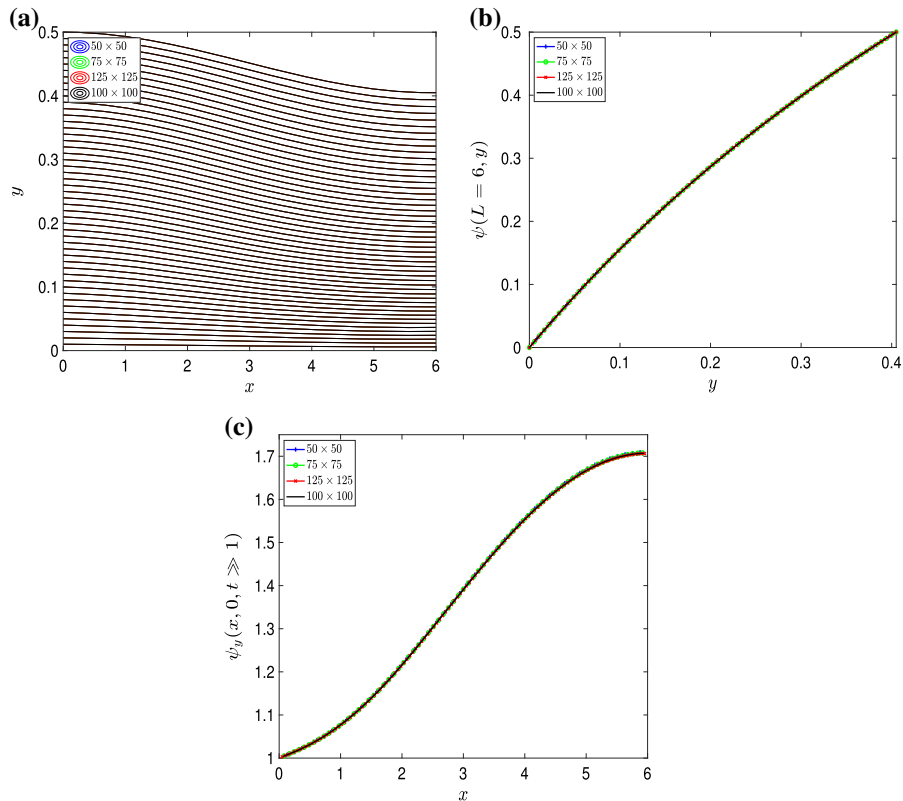 (a)
0.5
0.4
0.3
0.2
0.1
0
y
0 1 2 3 4 5 6
x
50 × 50
75 × 75
125 × 125
100 × 100
(b)
0.5
0.4
0.3
0.2
0.1
0
ψ(L = 6, y)
0 0.1 0.2 0.3 0.4
y
50 × 50
75 × 75
125 × 125
100 × 100
(c)
1.7
1.6
1.5
1.4
1.3
1.2
1.1
1
ψ_y(x, 0, t ≫ 1)
0 1 2 3 4 5 6
x
50 × 50
75 × 75
125 × 125
100 × 100